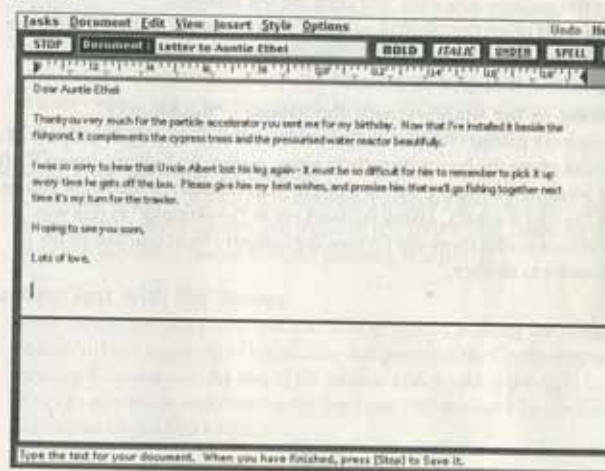 Tasks Document Edit View Insert Style Options Undo
STOP Document: Letter to Auntie Ethel BOLD ITALIC UNDER SPELL
Dear Auntie Ethel
Thankyou very much for the particle accelerator you sent me for my birthday. Now that I've installed it beside the
fishpond, it complements the cypress trees and the pressurised water reactor beautifully.
I was so sorry to hear that Uncle Albert lost his leg again - it must be so difficult for him to remember to pick it up
every time he gets off the bus. Please give him my best wishes, and promise him that we'll go fishing together next
time it's my turn for the trawler.
Hoping to see you soon,
Lots of love,
Type the text for your document. When you have finished, press [Stop] to Save it.